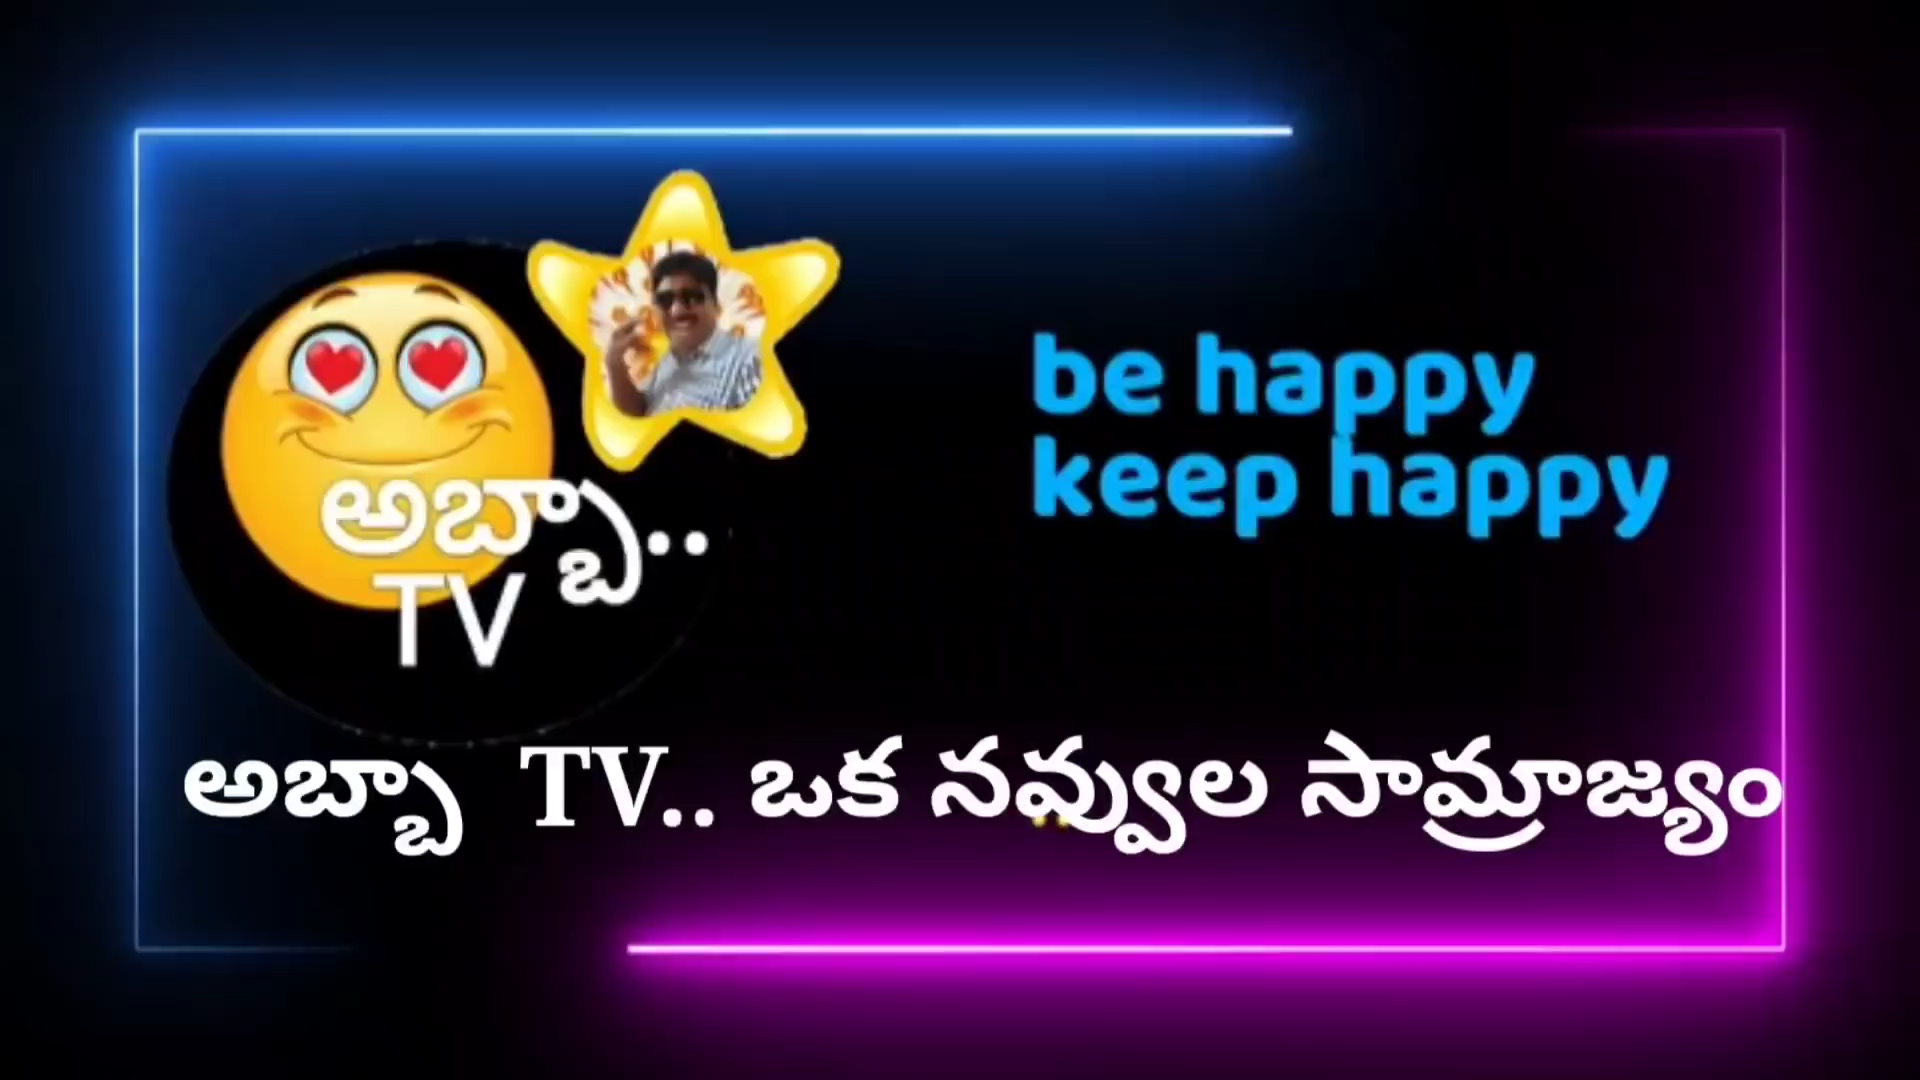 అబ్బా..
TV
be happy
keep happy
అబ్బా TV.. ఒక నవ్వుల సామ్రాజ్యం